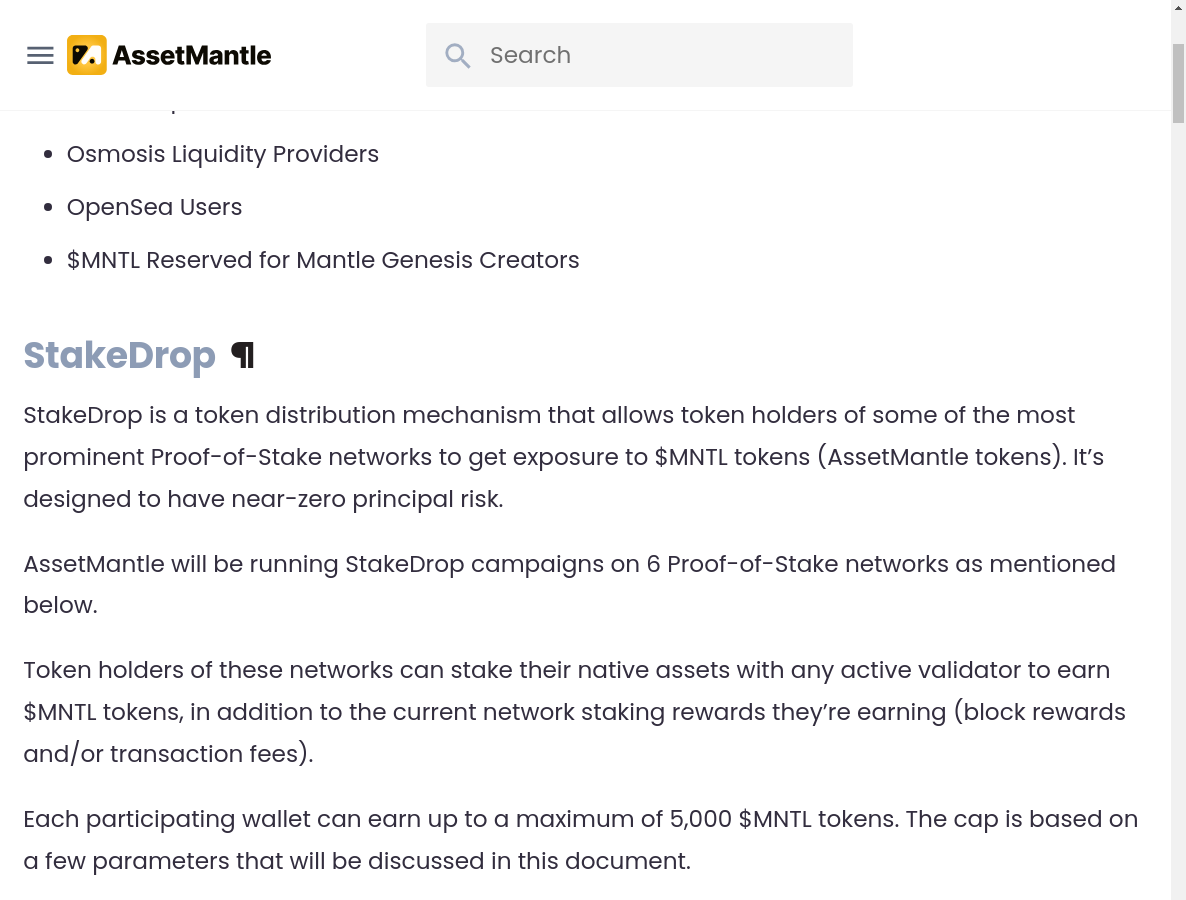 AssetMantle
Search
• Osmosis Liquidity Providers
• OpenSea Users
• $MNTL Reserved for Mantle Genesis Creators
StakeDrop ¶
StakeDrop is a token distribution mechanism that allows token holders of some of the most
prominent Proof-of-Stake networks to get exposure to $MNTL tokens (AssetMantle tokens). It’s
designed to have near-zero principal risk.
AssetMantle will be running StakeDrop campaigns on 6 Proof-of-Stake networks as mentioned
below.
Token holders of these networks can stake their native assets with any active validator to earn
$MNTL tokens, in addition to the current network staking rewards they’re earning (block rewards
and/or transaction fees).
Each participating wallet can earn up to a maximum of 5,000 $MNTL tokens. The cap is based on
a few parameters that will be discussed in this document.